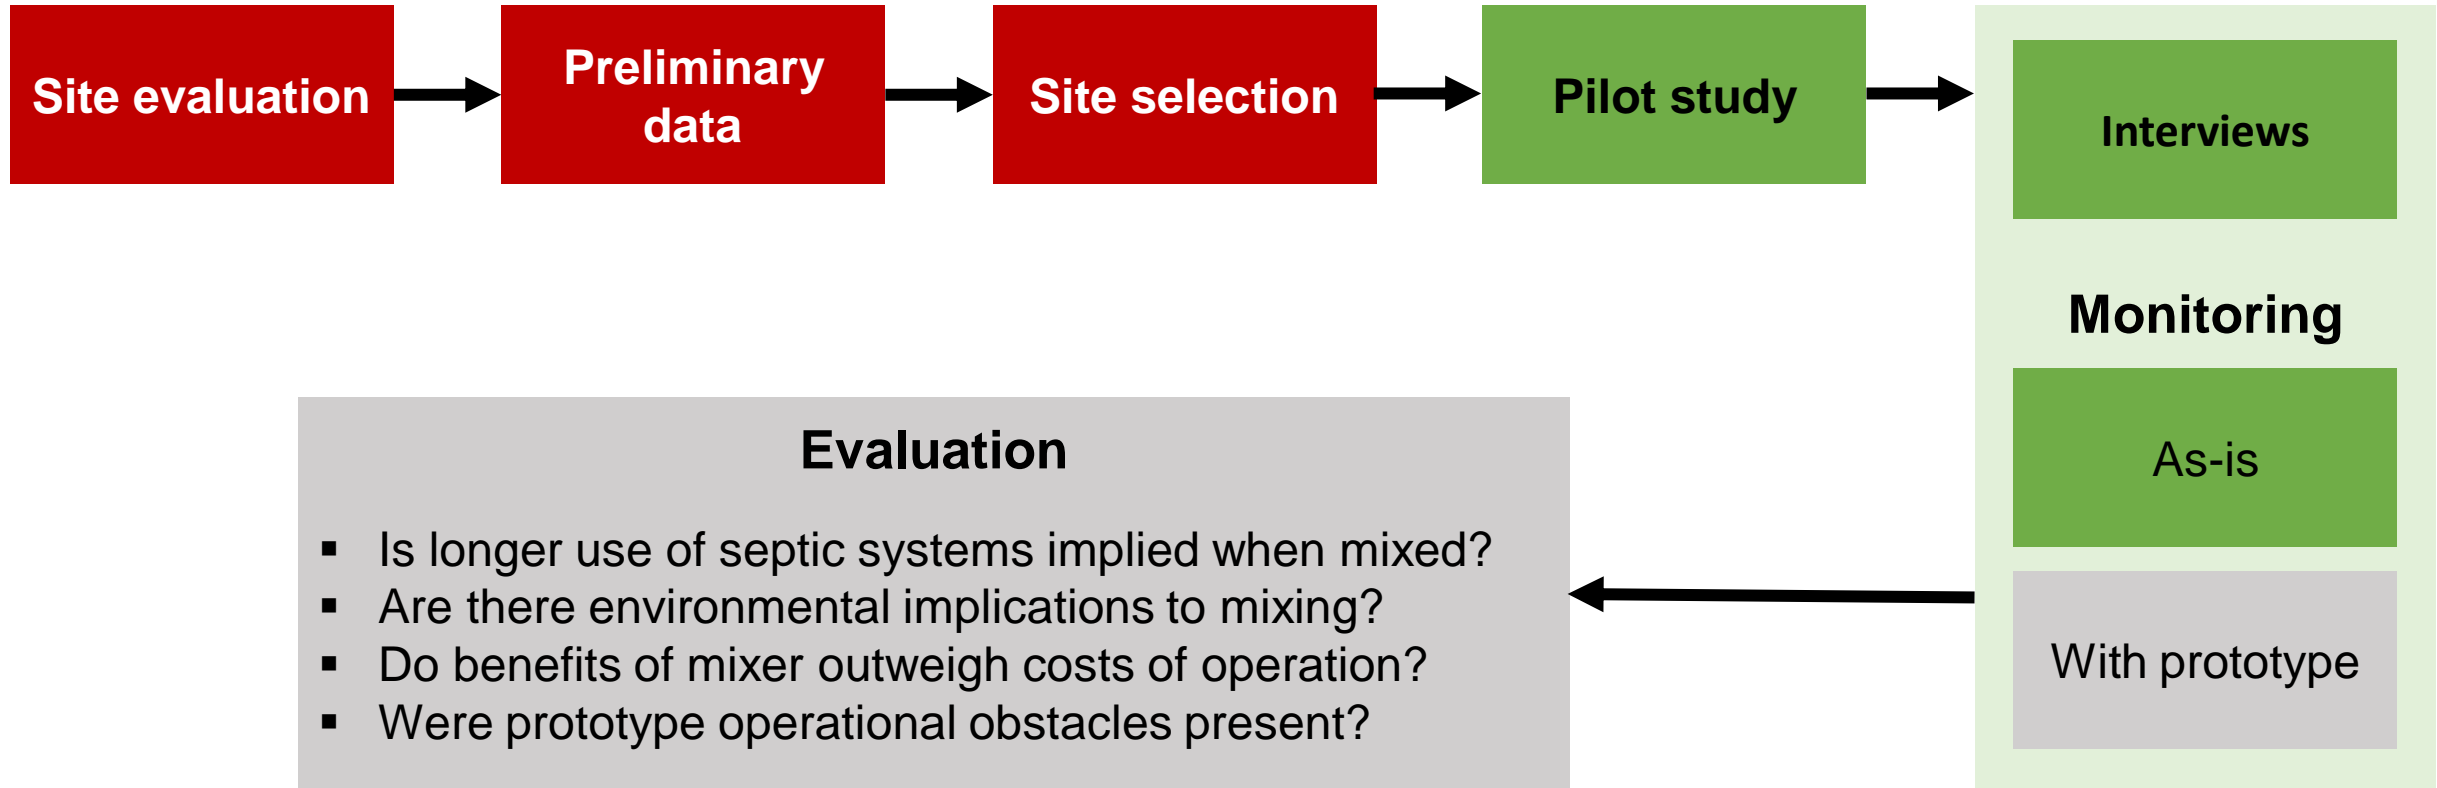 Site evaluation
Preliminary
data
Site selection
Pilot study
Interviews
Monitoring
As-is
With prototype
Evaluation
▪ Is longer use of septic systems implied when mixed?
▪ Are there environmental implications to mixing?
▪ Do benefits of mixer outweigh costs of operation?
▪ Were prototype operational obstacles present?